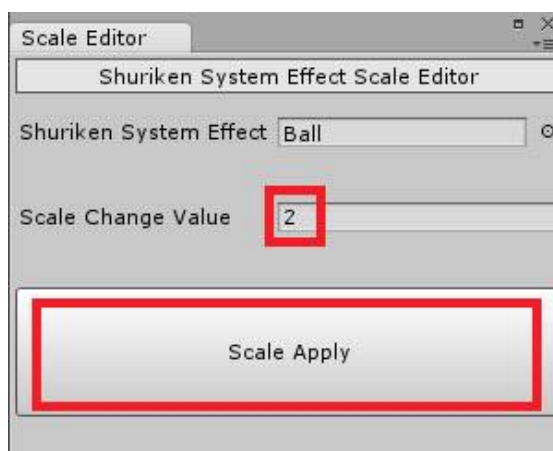 Scale Editor
Shuriken System Effect Scale Editor
Shuriken System Effect Ball
Scale Change Value 2
Scale Apply